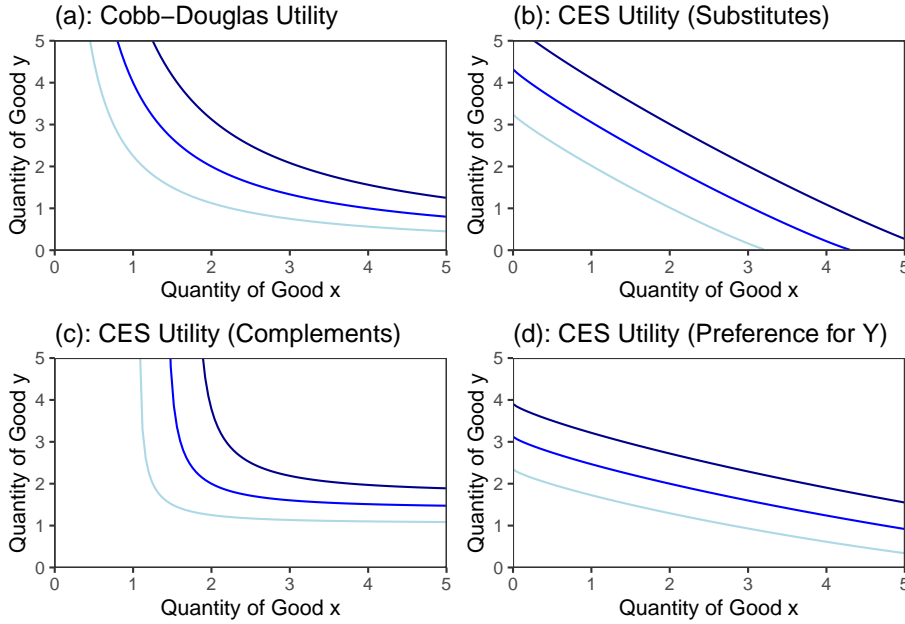 (a): Cobb−Douglas Utility
Quantity of Good y
5
4
3
2
1
0
0 1 2 3 4 5
Quantity of Good x
(b): CES Utility (Substitutes)
Quantity of Good y
5
4
3
2
1
0
0 1 2 3 4 5
Quantity of Good x
(c): CES Utility (Complements)
Quantity of Good y
5
4
3
2
1
0
0 1 2 3 4 5
Quantity of Good x
(d): CES Utility (Preference for Y)
Quantity of Good y
5
4
3
2
1
0
0 1 2 3 4 5
Quantity of Good x